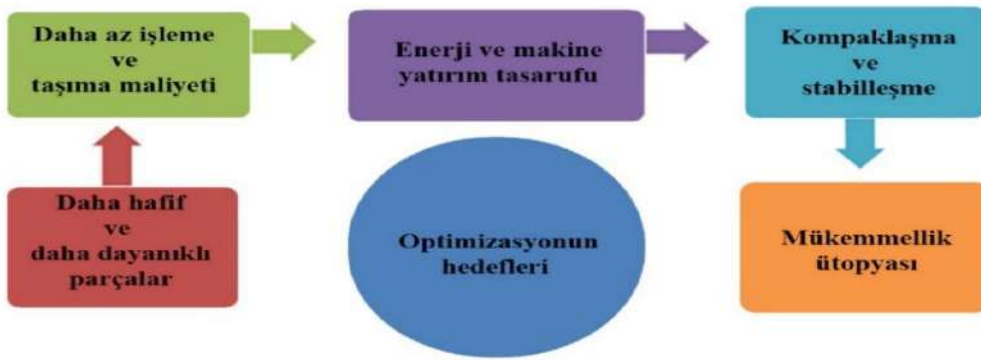 Daha az işleme
ve
taşıma maliyeti
Enerji ve makine
yatırım tasarufu
Kompaklaşma
ve
stabilleşme
Daha hafif
ve
daha dayanıklı
parçalar
Optimizasyonun
hedefleri
Mükemmellik
ütopyası